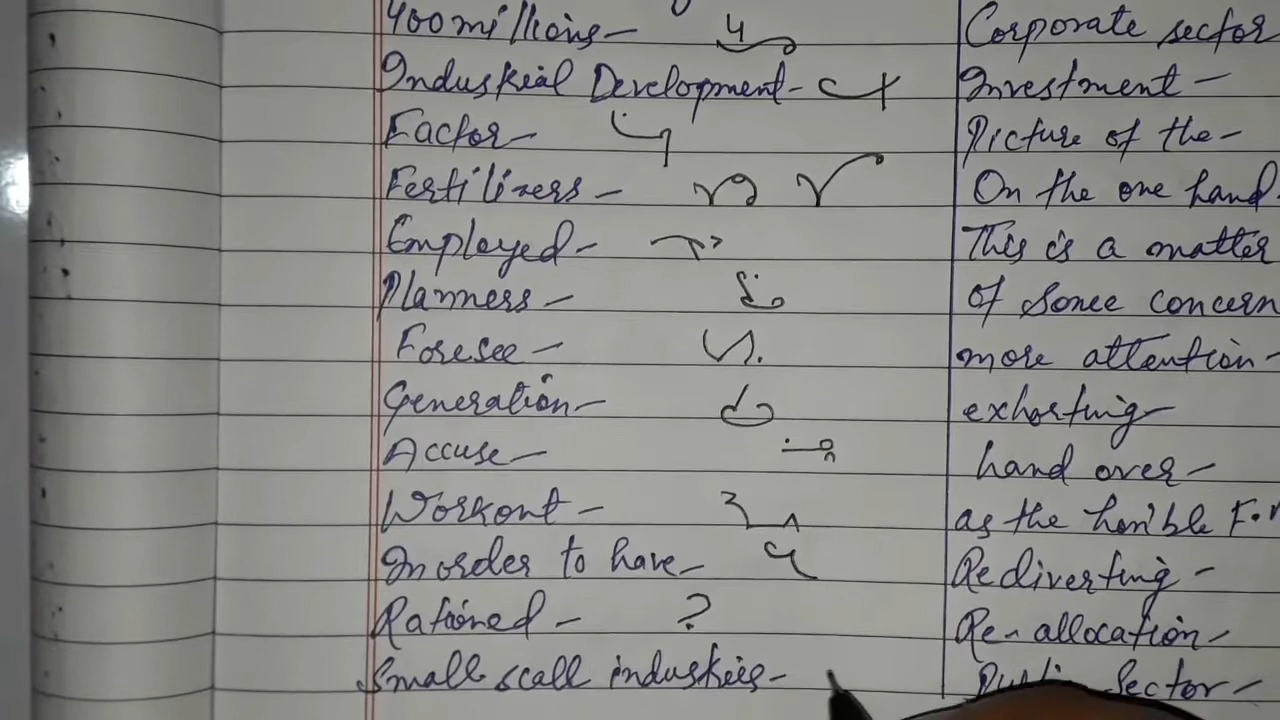 400 millions - 4
Industrial Development -
Factor -
Fertilizers -
Employed -
Planners -
Foresee -
Generation -
Accuse -
Workout -
In order to have -
Rationed -
Small scall industries -
Corporate sector
Investment -
Picture of the -
On the one hand
This is a matter
of some concern
more attention -
exhorting
hand over -
as the hon'ble F.
Rediverting -
Re-allocation -
Sector -